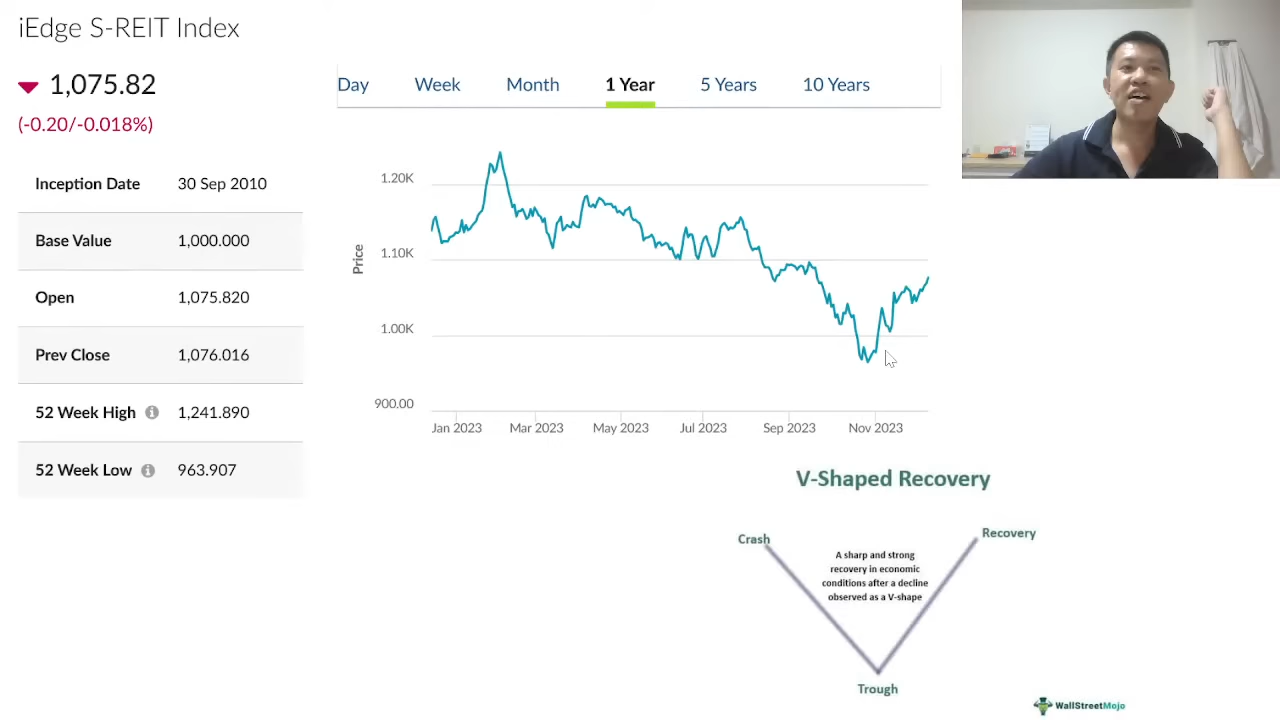 iEdge S-REIT Index
1,075.82
(-0.20/-0.018%)
Inception Date 30 Sep 2010
Base Value 1,000.000
Open 1,075.820
Prev Close 1,076.016
52 Week High 1,241.890
52 Week Low 963.907
Day Week Month 1 Year 5 Years 10 Years
Price
1.20K
1.10K
1.00K
900.00
Jan 2023 Mar 2023 May 2023 Jul 2023 Sep 2023 Nov 2023
V-Shaped Recovery
Crash
Recovery
A sharp and strong
recovery in economic
conditions after a decline
observed as a V-shape
Trough
WallStreetMojo